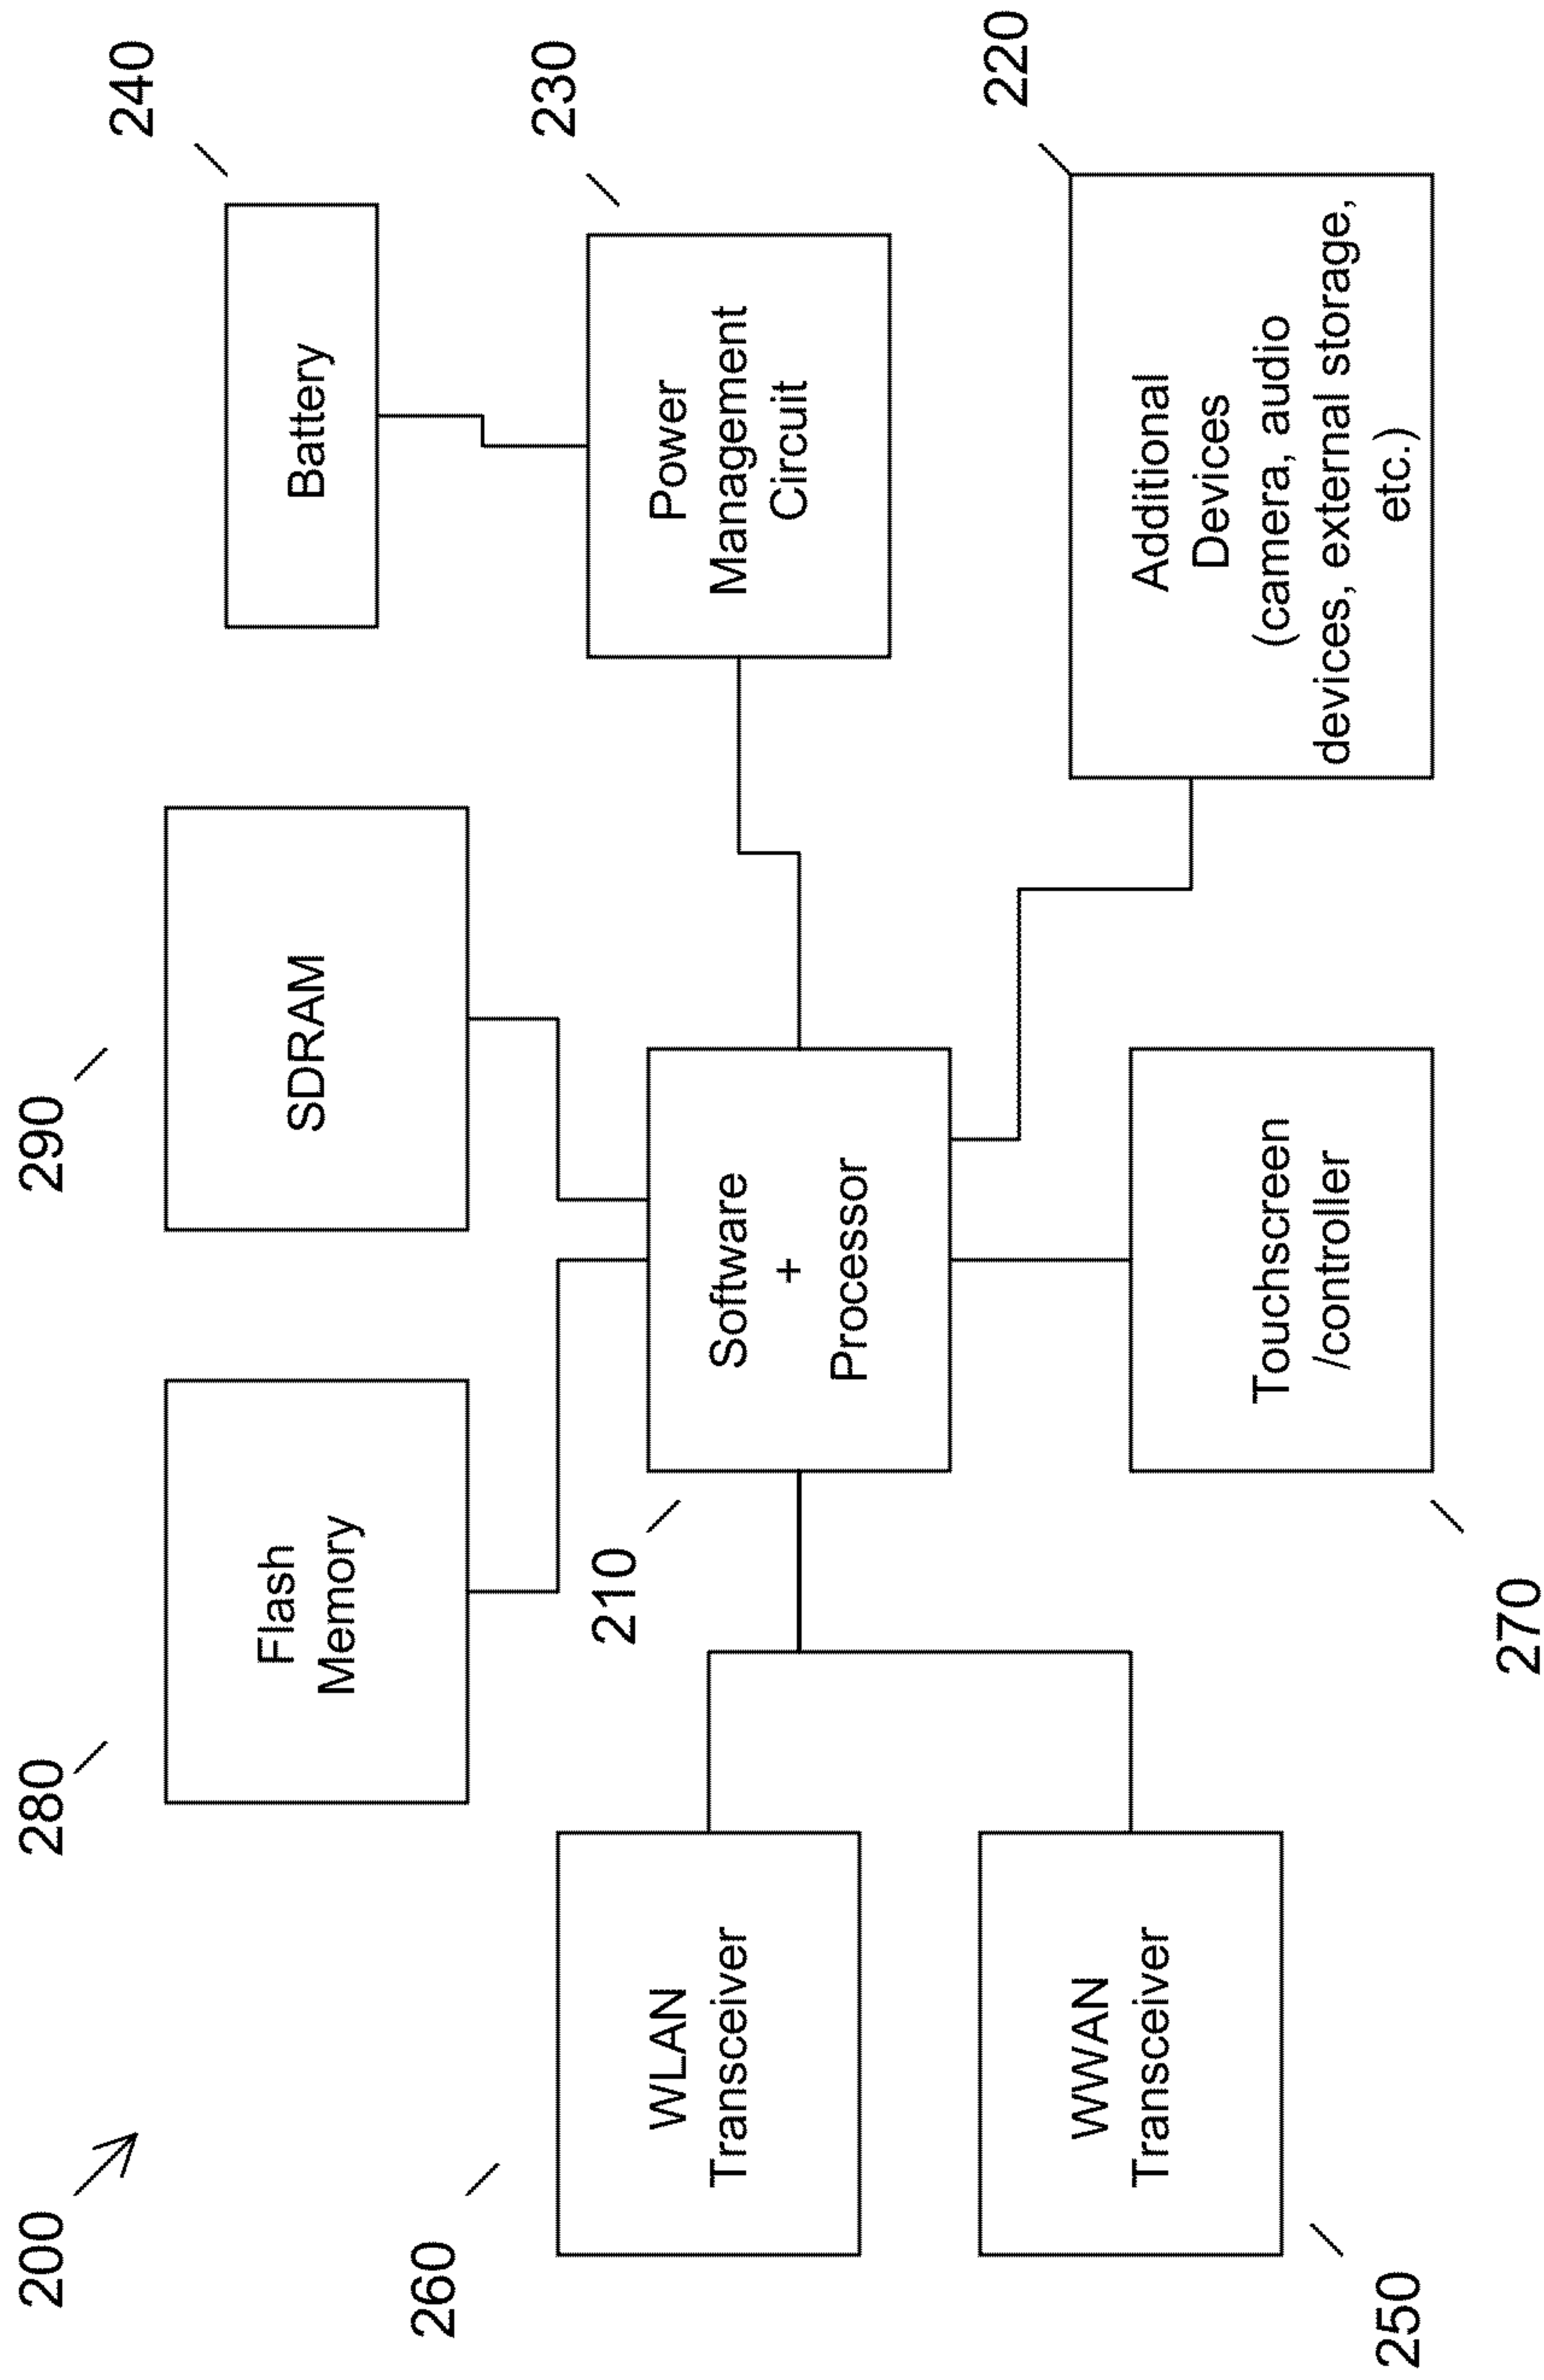 200
280
Flash
Memory
290
SDRAM
240
Battery
260
WLAN
Transceiver
210
Software
+
Processor
230
Power
Management
Circuit
250
WWAN
Transceiver
270
Touchscreen
/controller
220
Additional
Devices
(camera, audio
devices, external storage,
etc.)